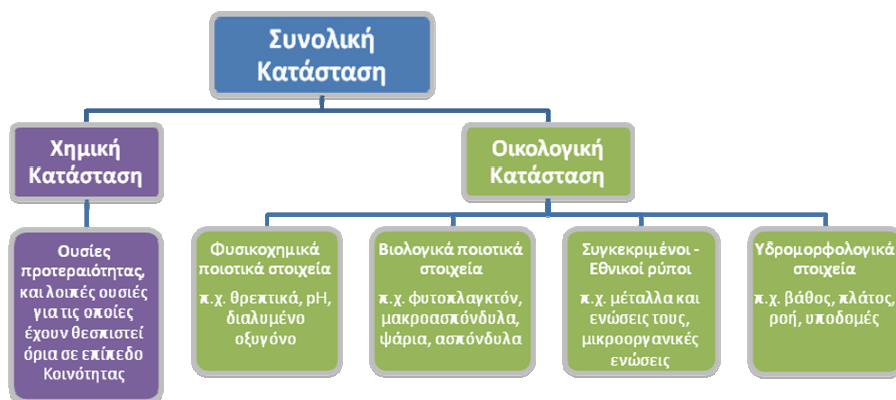 Συνολική
Κατάσταση
Χημική
Κατάσταση
Οικολογική
Κατάσταση
Ουσίες
προτεραιότητας,
και λοιπές ουσιές
για τις οποίες
έχουν θεσπιστεί
όρια σε επίπεδο
Κοινότητας
Φυσικοχημικά
ποιοτικά στοιχεία
π.χ. θρεπτικά, pH,
διαλυμένο
οξυγόνο
Βιολογικά ποιοτικά
στοιχεία
π.χ. φυτοπλαγκτόν,
μακροασπόνδυλα,
ψάρια, ασπόνδυλα
Συγκεκριμένοι -
Εθνικοί ρύποι
π.χ. μέταλλα και
ενώσεις τους,
μικροοργανικές
ενώσεις
Υδρομορφολογικά
στοιχεία
π.χ. βάθος, πλάτος,
ροή, υποδομές